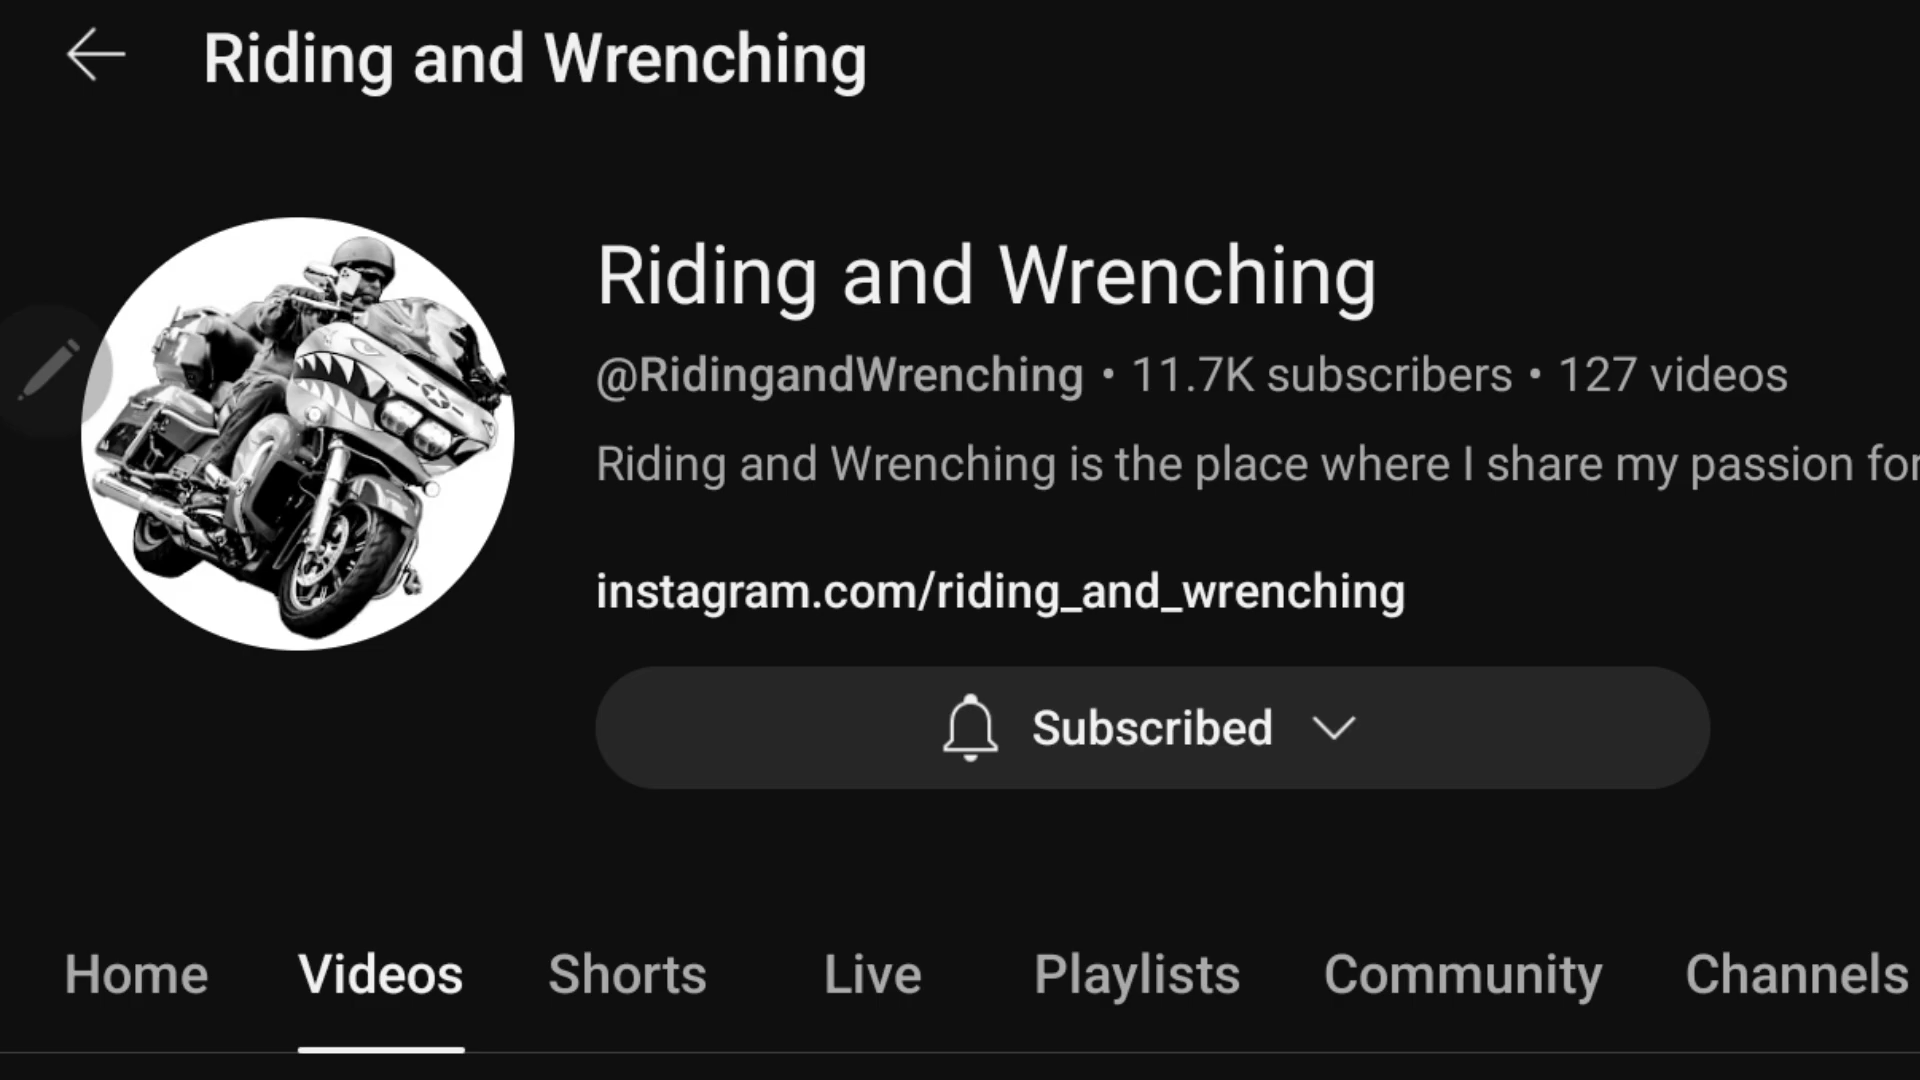 Riding and Wrenching
Riding and Wrenching
@RidingandWrenching • 11.7K subscribers • 127 videos
Riding and Wrenching is the place where I share my passion for
instagram.com/riding_and_wrenching
Subscribed
Home Videos Shorts Live Playlists Community Channels